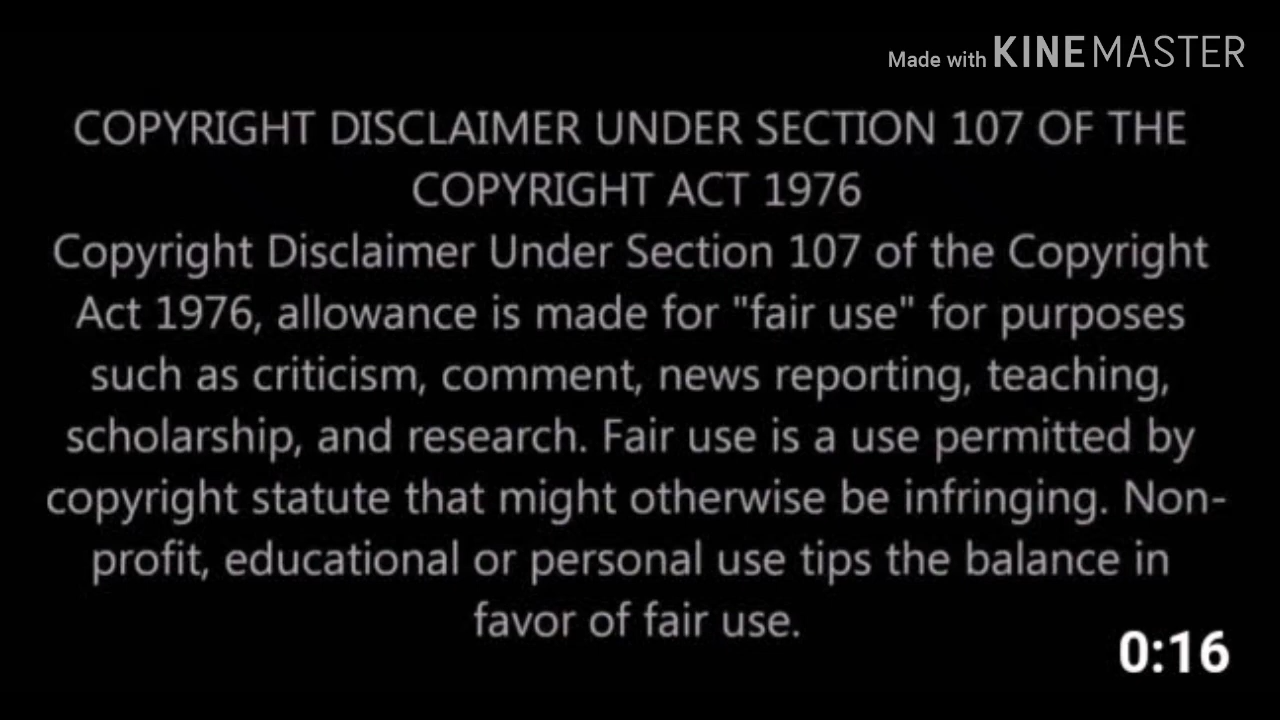 Made with KINEMASTER
COPYRIGHT DISCLAIMER UNDER SECTION 107 OF THE
COPYRIGHT ACT 1976
Copyright Disclaimer Under Section 107 of the Copyright
Act 1976, allowance is made for "fair use" for purposes
such as criticism, comment, news reporting, teaching,
scholarship, and research. Fair use is a use permitted by
copyright statute that might otherwise be infringing. Non-
profit, educational or personal use tips the balance in
favor of fair use.
0:16